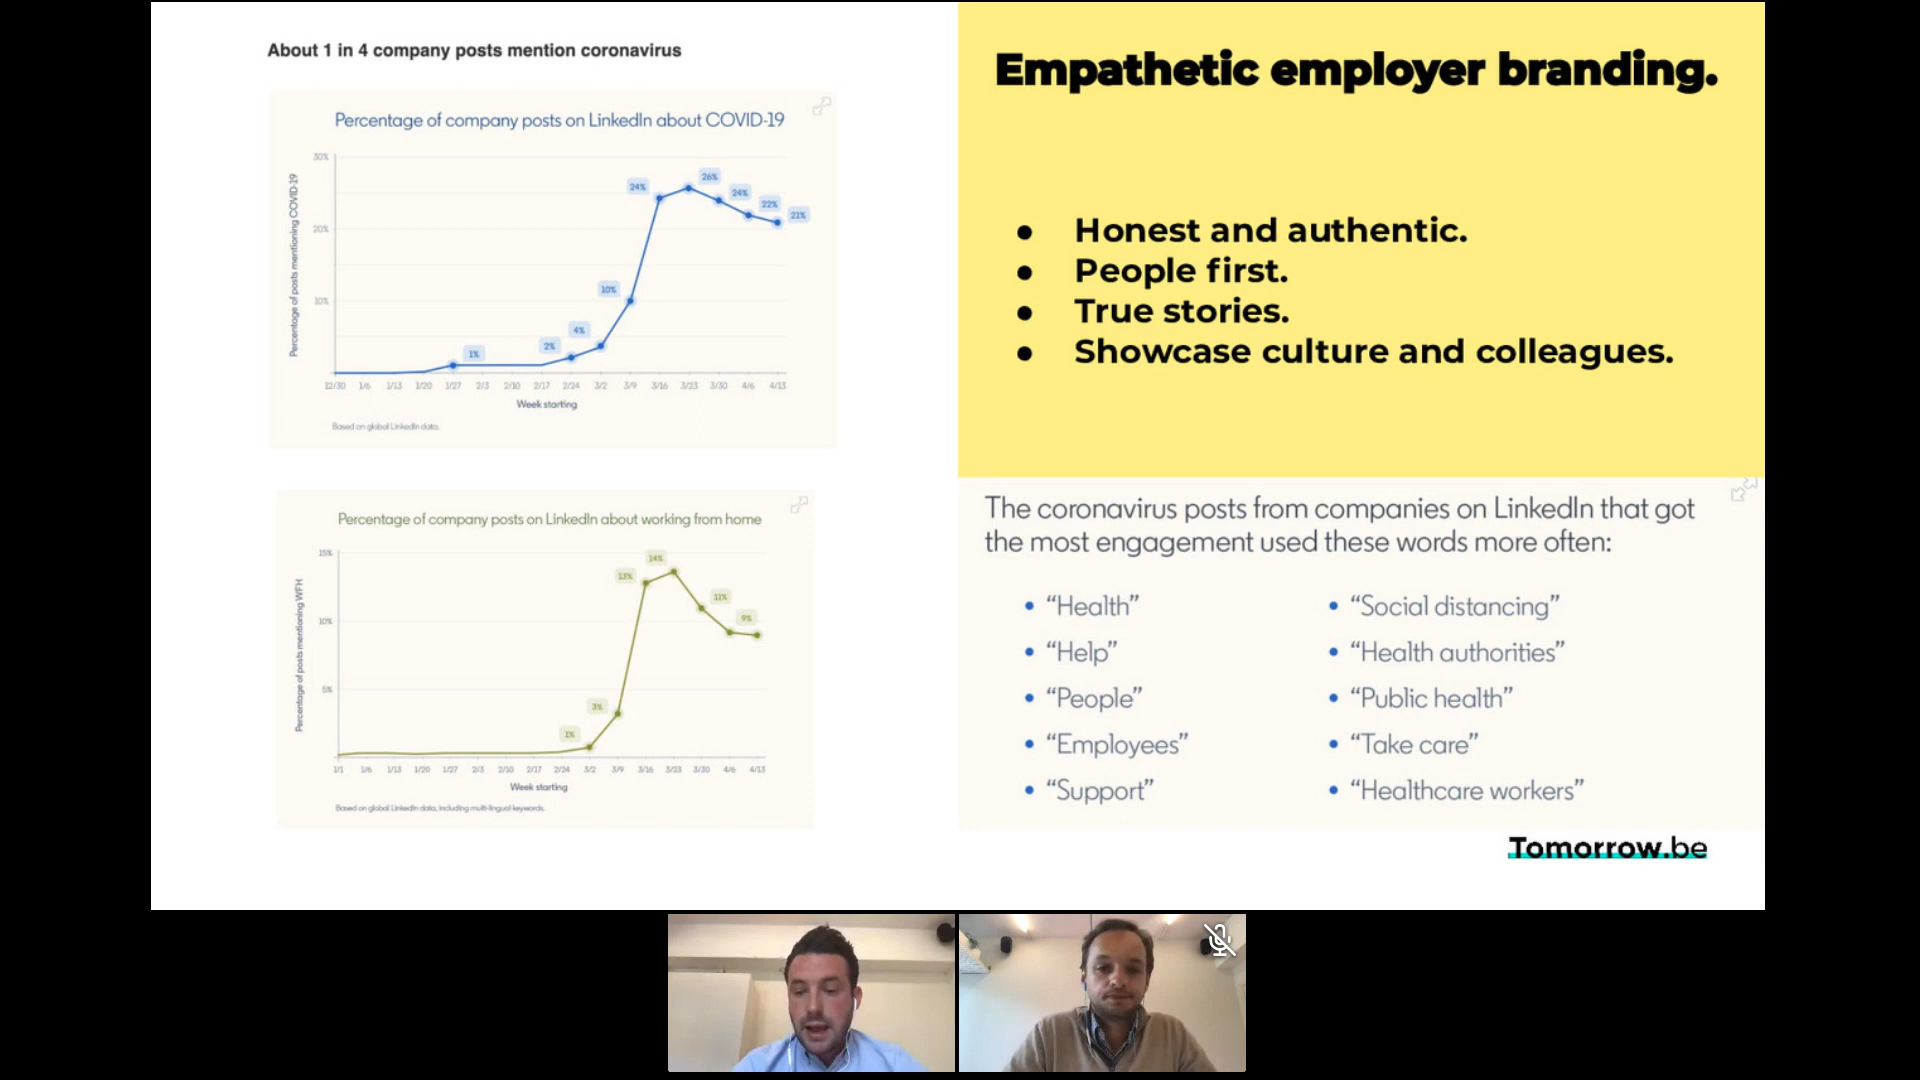 About 1 in 4 company posts mention coronavirus
Percentage of company posts on LinkedIn about COVID-19
Percentage of posts mentioning COVID-19
30%
20%
10%
1%
2%
4%
10%
24%
26%
24%
22%
21%
12/30 1/6 1/13 1/20 1/27 2/3 2/10 2/17 2/24 3/2 3/9 3/16 3/23 3/30 4/6 4/13
Week starting
Based on global LinkedIn data.
Percentage of company posts on LinkedIn about working from home
Percentage of posts mentioning WFH
15%
10%
5%
1%
3%
13%
14%
11%
9%
1/1 1/6 1/13 1/20 1/27 2/3 2/10 2/17 2/24 3/2 3/9 3/16 3/23 3/30 4/6 4/13
Week starting
Based on global LinkedIn data, including multi-lingual keywords.
Empathetic employer branding.
● Honest and authentic.
● People first.
● True stories.
● Showcase culture and colleagues.
The coronavirus posts from companies on LinkedIn that got
the most engagement used these words more often:
• “Health”
• “Help”
• “People”
• “Employees”
• “Support”
• “Social distancing”
• “Health authorities”
• “Public health”
• “Take care”
• “Healthcare workers”
Tomorrow.be